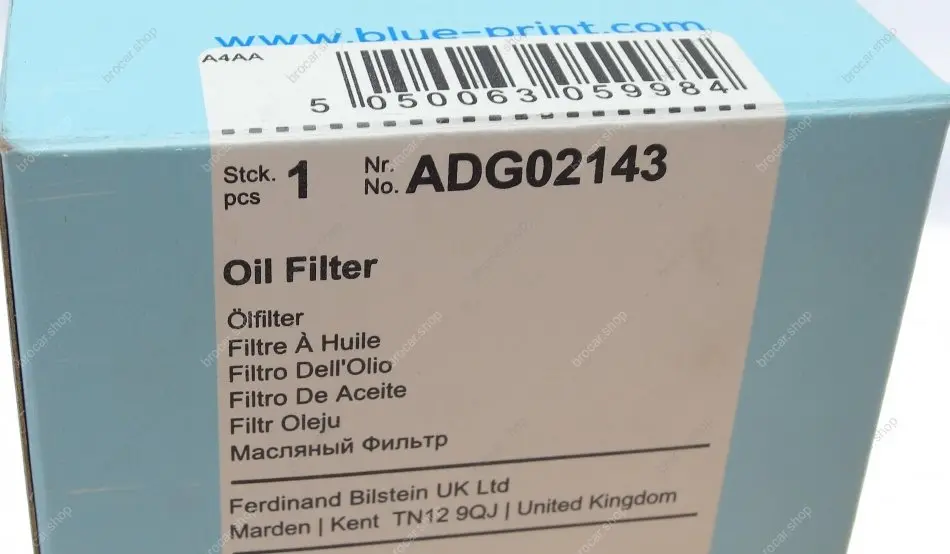 www.blue-print.com
A4AA
5 050063 059984
Stck. 1 Nr. ADG02143
pcs No.
Oil Filter
Ölfilter
Filtre À Huile
Filtro Dell'Olio
Filtro De Aceite
Filtr Oleju
Масляный Фильтр
Ferdinand Bilstein UK Ltd
Marden | Kent TN12 9QJ | United Kingdom
brocar.shop